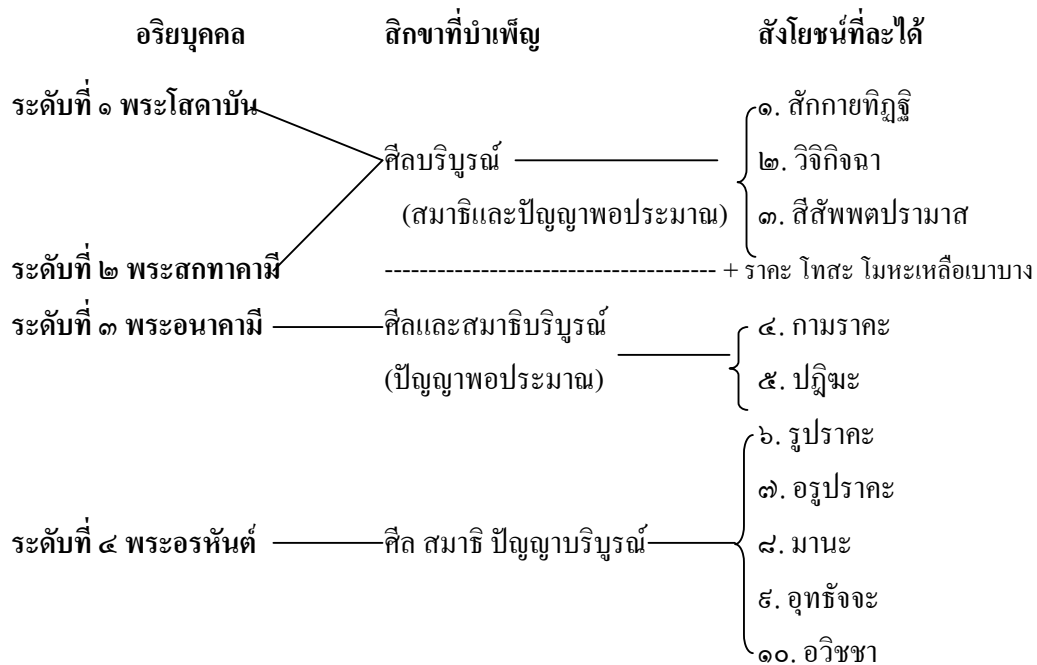 อริยบุคคล สิกขาที่บำเพ็ญ สังโยชน์ที่ละได้
ระดับที่ ๑ พระโสดาบัน ๑. สักกายทิฏฐิ
ศีลบริบูรณ์ ๒. วิจิกิจฉา
(สมาธิและปัญญาพอประมาณ) ๓. สีสัพพตปรามาส
ระดับที่ ๒ พระสกทาคามี + ราคะ โทสะ โมหะเหลือเบาบาง
ระดับที่ ๓ พระอนาคามี ศีลและสมาธิบริบูรณ์ ๔. กามราคะ
(ปัญญาพอประมาณ) ๕. ปฏิฆะ
๖. รูปราคะ
๗. อรูปราคะ
ระดับที่ ๔ พระอรหันต์ ศีล สมาธิ ปัญญาบริบูรณ์ ๘. มานะ
๙. อุทธัจจะ
๑๐. อวิชชา